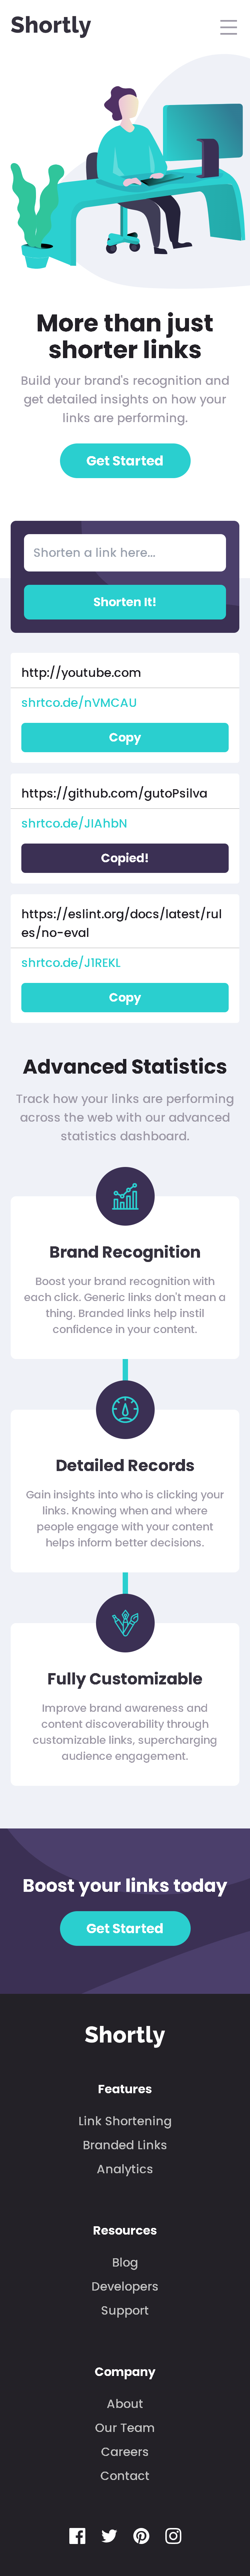 Shortly
More than just
shorter links
Build your brand's recognition and
get detailed insights on how your
links are performing.
Get Started
Shorten a link here...
Shorten It!
http://youtube.com
shrtco.de/nVMCAU
Copy
https://github.com/gutoPsilva
shrtco.de/JIAhbN
Copied!
https://eslint.org/docs/latest/rul
es/no-eval
shrtco.de/J1REKL
Copy
Advanced Statistics
Track how your links are performing
across the web with our advanced
statistics dashboard.
Brand Recognition
Boost your brand recognition with
each click. Generic links don't mean a
thing. Branded links help instil
confidence in your content.
Detailed Records
Gain insights into who is clicking your
links. Knowing when and where
people engage with your content
helps inform better decisions.
Fully Customizable
Improve brand awareness and
content discoverability through
customizable links, supercharging
audience engagement.
Boost your links today
Get Started
Shortly
Features
Link Shortening
Branded Links
Analytics
Resources
Blog
Developers
Support
Company
About
Our Team
Careers
Contact